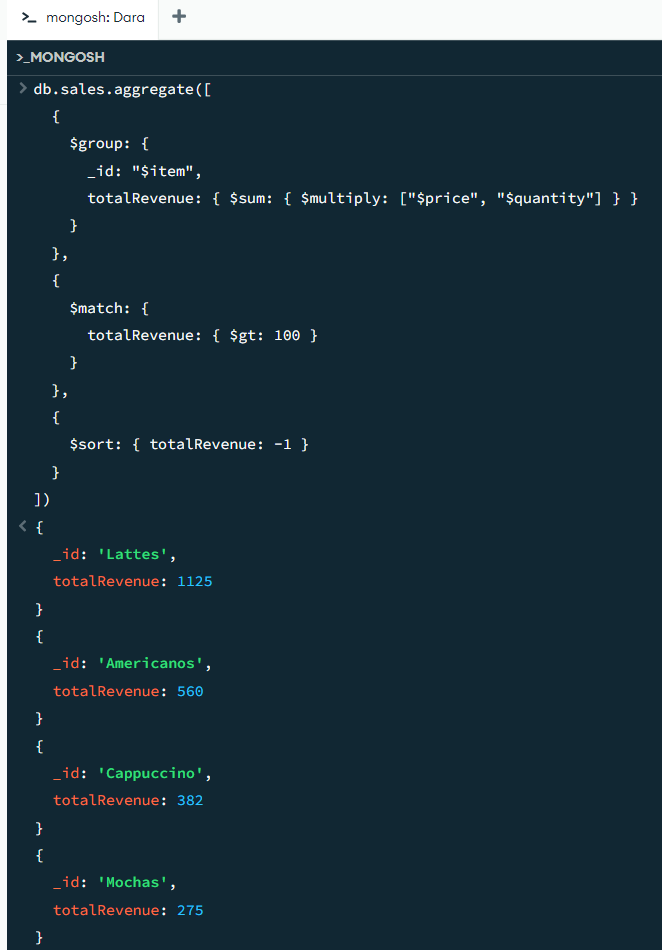 mongosh: Dara
>_MONGOSH
> db.sales.aggregate([
  {
    $group: {
      _id: "$item",
      totalRevenue: { $sum: { $multiply: ["$price", "$quantity"] } }
    }
  },
  {
    $match: {
      totalRevenue: { $gt: 100 }
    }
  },
  {
    $sort: { totalRevenue: -1 }
  }
])
< {
  _id: 'Lattes',
  totalRevenue: 1125
}
{
  _id: 'Americanos',
  totalRevenue: 560
}
{
  _id: 'Cappuccino',
  totalRevenue: 382
}
{
  _id: 'Mochas',
  totalRevenue: 275
}